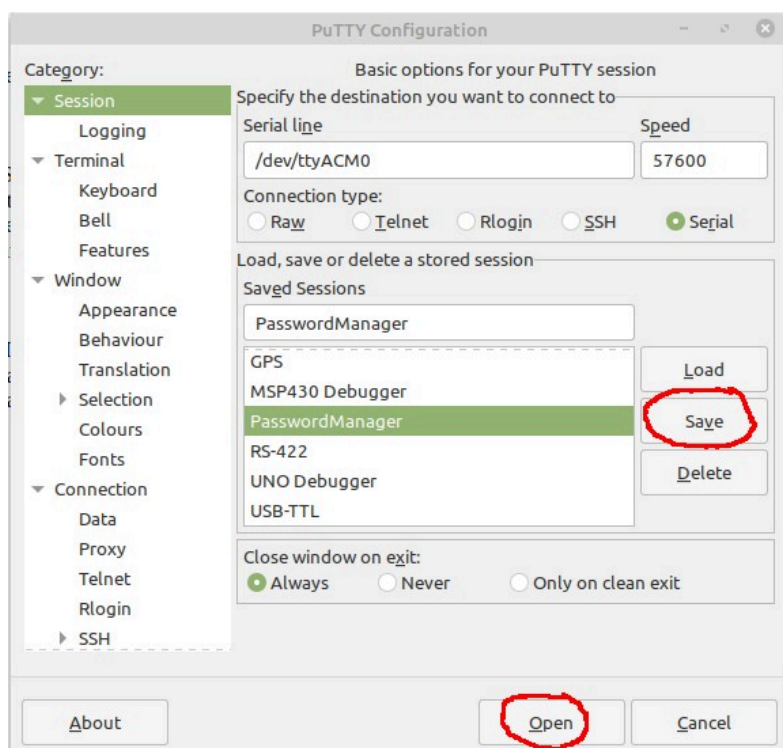 PuTTY Configuration
Category:
Session
Logging
Terminal
Keyboard
Bell
Features
Window
Appearance
Behaviour
Translation
Selection
Colours
Fonts
Connection
Data
Proxy
Telnet
Rlogin
SSH
Basic options for your PuTTY session
Specify the destination you want to connect to
Serial line Speed
/dev/ttyACM0 57600
Connection type:
Raw Telnet Rlogin SSH Serial
Load, save or delete a stored session
Saved Sessions
PasswordManager
GPS
MSP430 Debugger
PasswordManager
RS-422
UNO Debugger
USB-TTL
Load
Save
Delete
Close window on exit:
Always Never Only on clean exit
About Open Cancel